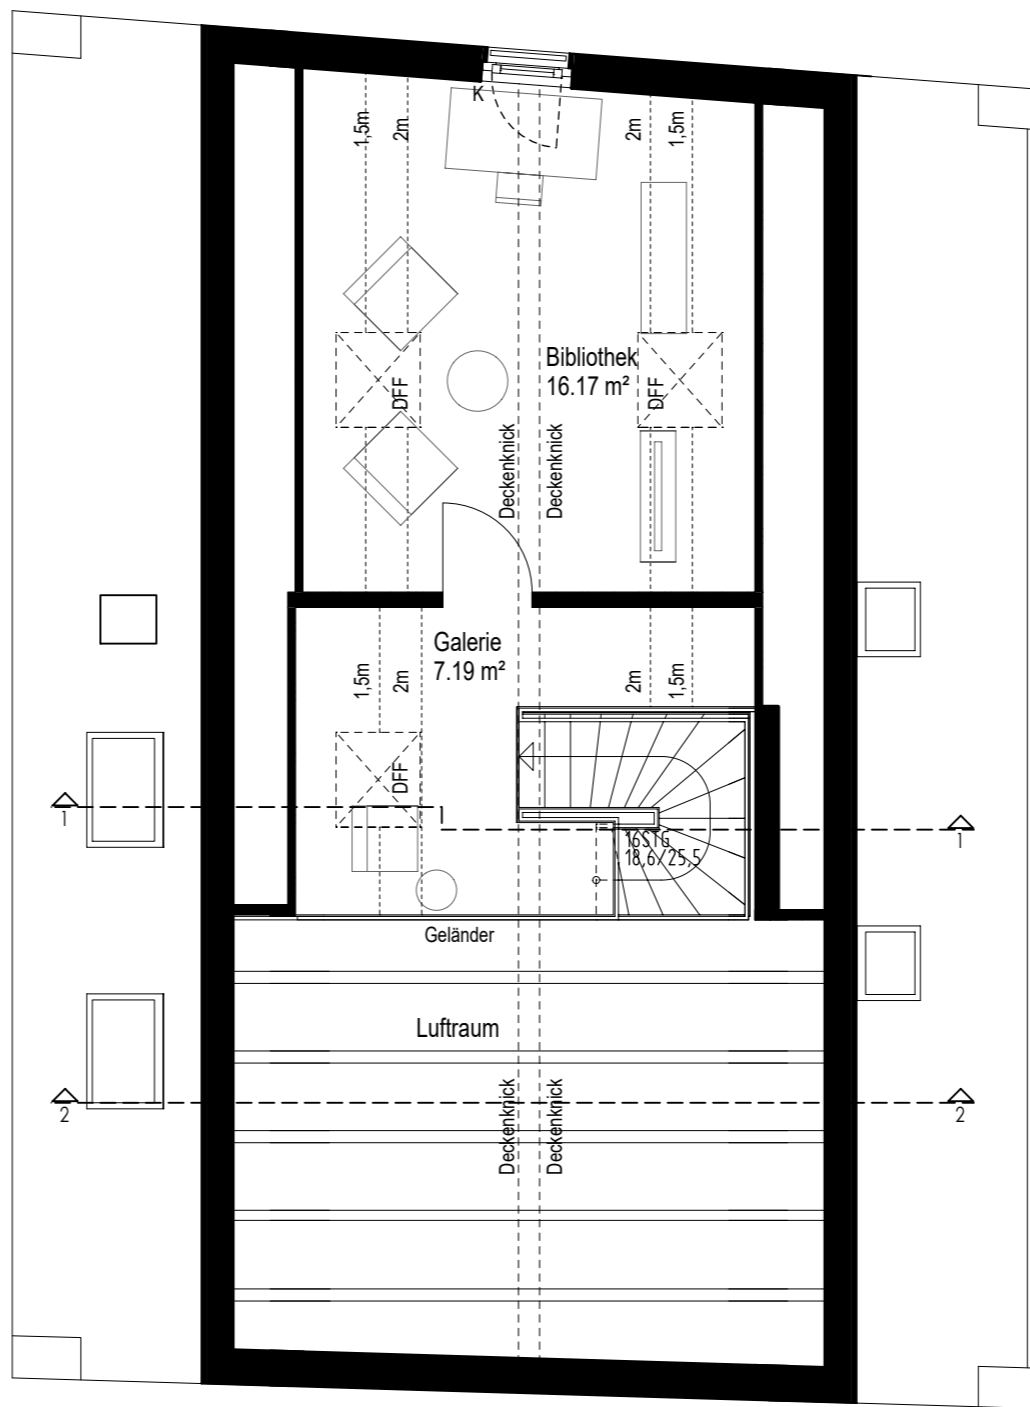 K
1,5m
2m
2m
1,5m
Bibliothek
16.17 m²
DFF
DFF
Deckenknick
Deckenknick
Galerie
7.19 m²
1,5m
2m
2m
1,5m
DFF
1
16STG
18,6/25,5
1
Geländer
Luftraum
Deckenknick
Deckenknick
2
2